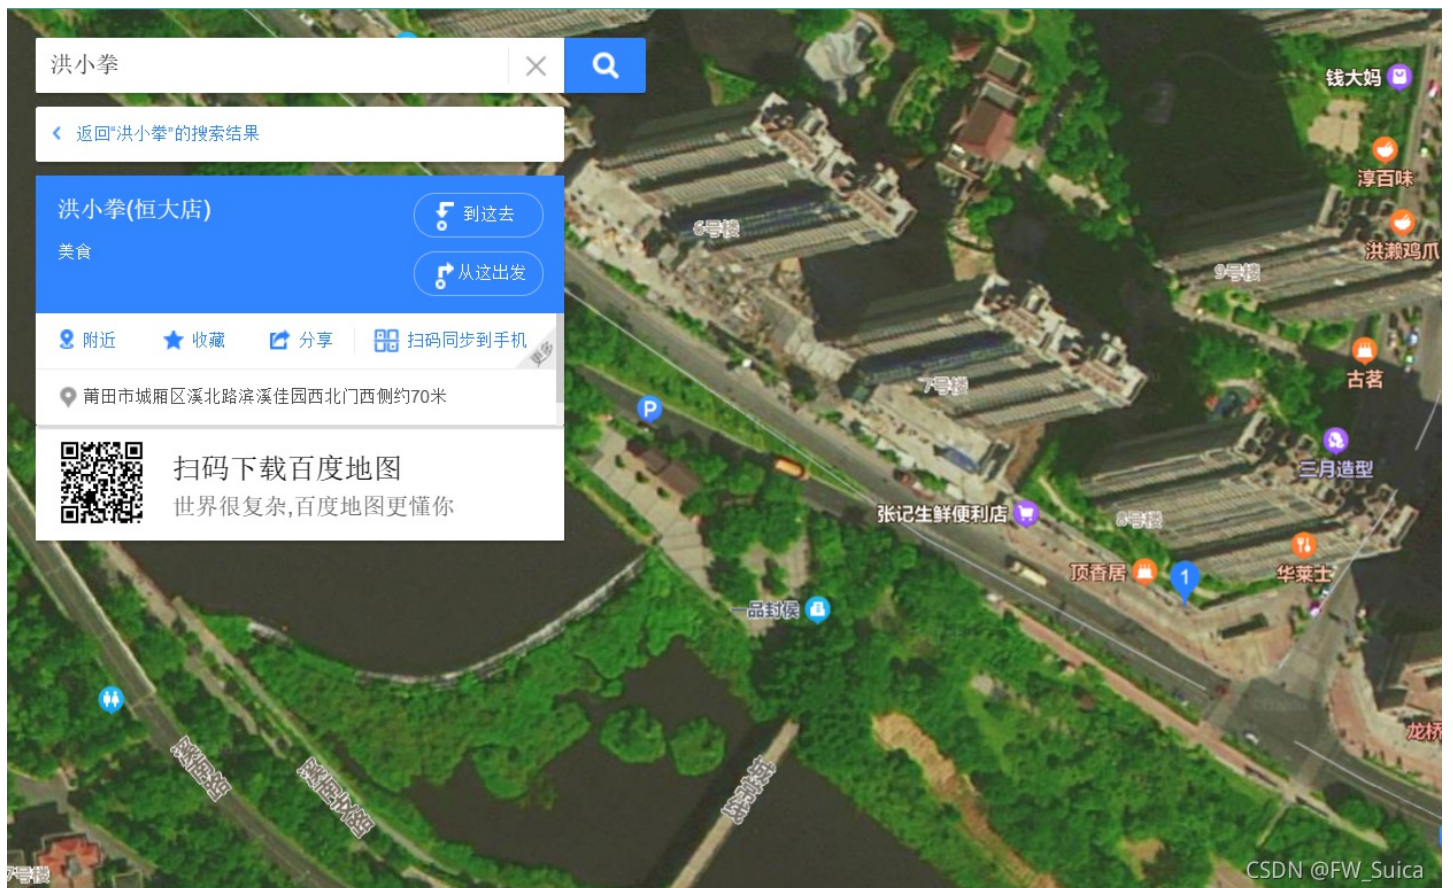 洪小拳
返回"洪小拳"的搜索结果
洪小拳(恒大店)
到这去
美食
从这出发
附近
收藏
分享
扫码同步到手机
更多
莆田市城厢区溪北路滨溪佳园西北门西侧约70米
扫码下载百度地图
世界很复杂,百度地图更懂你
钱大妈
淳百味
洪濑鸡爪
6号楼
9号楼
7号楼
古茗
P
三月造型
张记生鲜便利店
8号楼
顶香居
1
华莱士
一品封侯
龙桥
7号楼
CSDN @FW_Suica